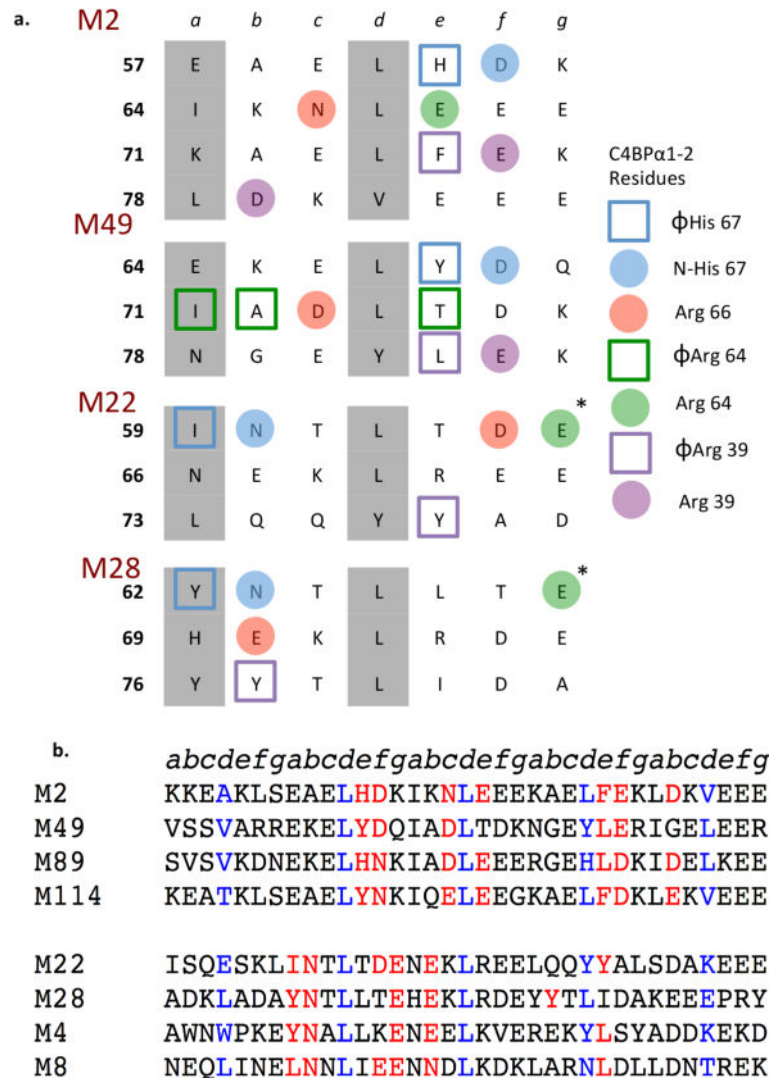 a.
M2 a b c d e f g
57 E A E L H D K
64 I K N L E E E
71 K A E L F E K
78 L D K V E E E
M49
64 E K E L Y D Q
71 I A D L T D K
78 N G E Y L E K
M22
59 I N T L T D E *
66 N E K L R E E
73 L Q Q Y Y A D
M28
62 Y N T L L T E *
69 H E K L R D E
76 Y Y T L I D A
C4BPα1-2
Residues
ϕHis 67
N-His 67
Arg 66
ϕArg 64
Arg 64
ϕArg 39
Arg 39
b.
abcdefgabcdefgabcdefgabcdefgabcdefg
M2 KKEAKLSEAELHDKIKNLEEEKAELFEKLDKVEEE
M49 VSSVARREKELYDQIADLTDKNGEYLERIGELEER
M89 SVSVKDNEKELHNKIADLEEERGEHLDKIDELKEE
M114 KEATKLSEAELYNKIQELEEGKAELFDKLEKVEEE
M22 ISQESKLINTLTDENEKLREELQQYYALSDAKEEE
M28 ADKLADAYNTLLTEHEKLRDEYYTLIDAKEEEPRY
M4 AWNWPKEYNALLKENEELKVEREKYLSYADDKEKD
M8 NEQLINELNNLIEENNDLKDKLARNLDLLDNTREK